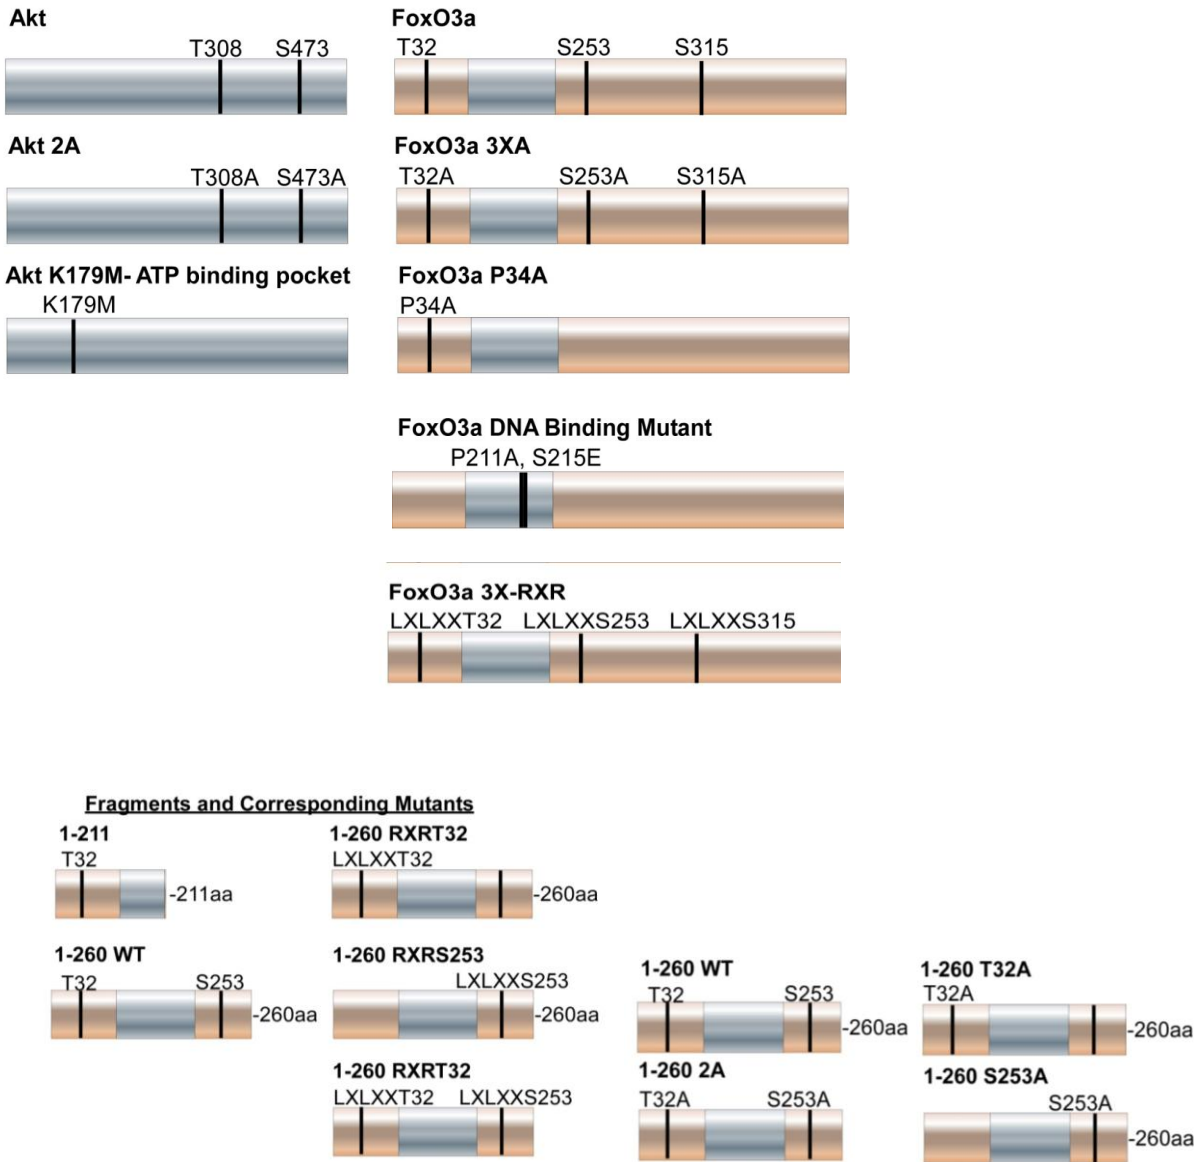 Akt
T308 S473
Akt 2A
T308A S473A
Akt K179M- ATP binding pocket
K179M
FoxO3a
T32 S253 S315
FoxO3a 3XA
T32A S253A S315A
FoxO3a P34A
P34A
FoxO3a DNA Binding Mutant
P211A, S215E
FoxO3a 3X-RXR
LXLXXT32 LXLXXS253 LXLXXS315
Fragments and Corresponding Mutants
1-211
T32
-211aa
1-260 WT
T32 S253
-260aa
1-260 RXRT32
LXLXXT32
-260aa
1-260 RXRS253
LXLXXS253
-260aa
1-260 RXRT32
LXLXXT32 LXLXXS253
1-260 WT
T32 S253
-260aa
1-260 2A
T32A S253A
1-260 T32A
T32A
-260aa
1-260 S253A
S253A
-260aa